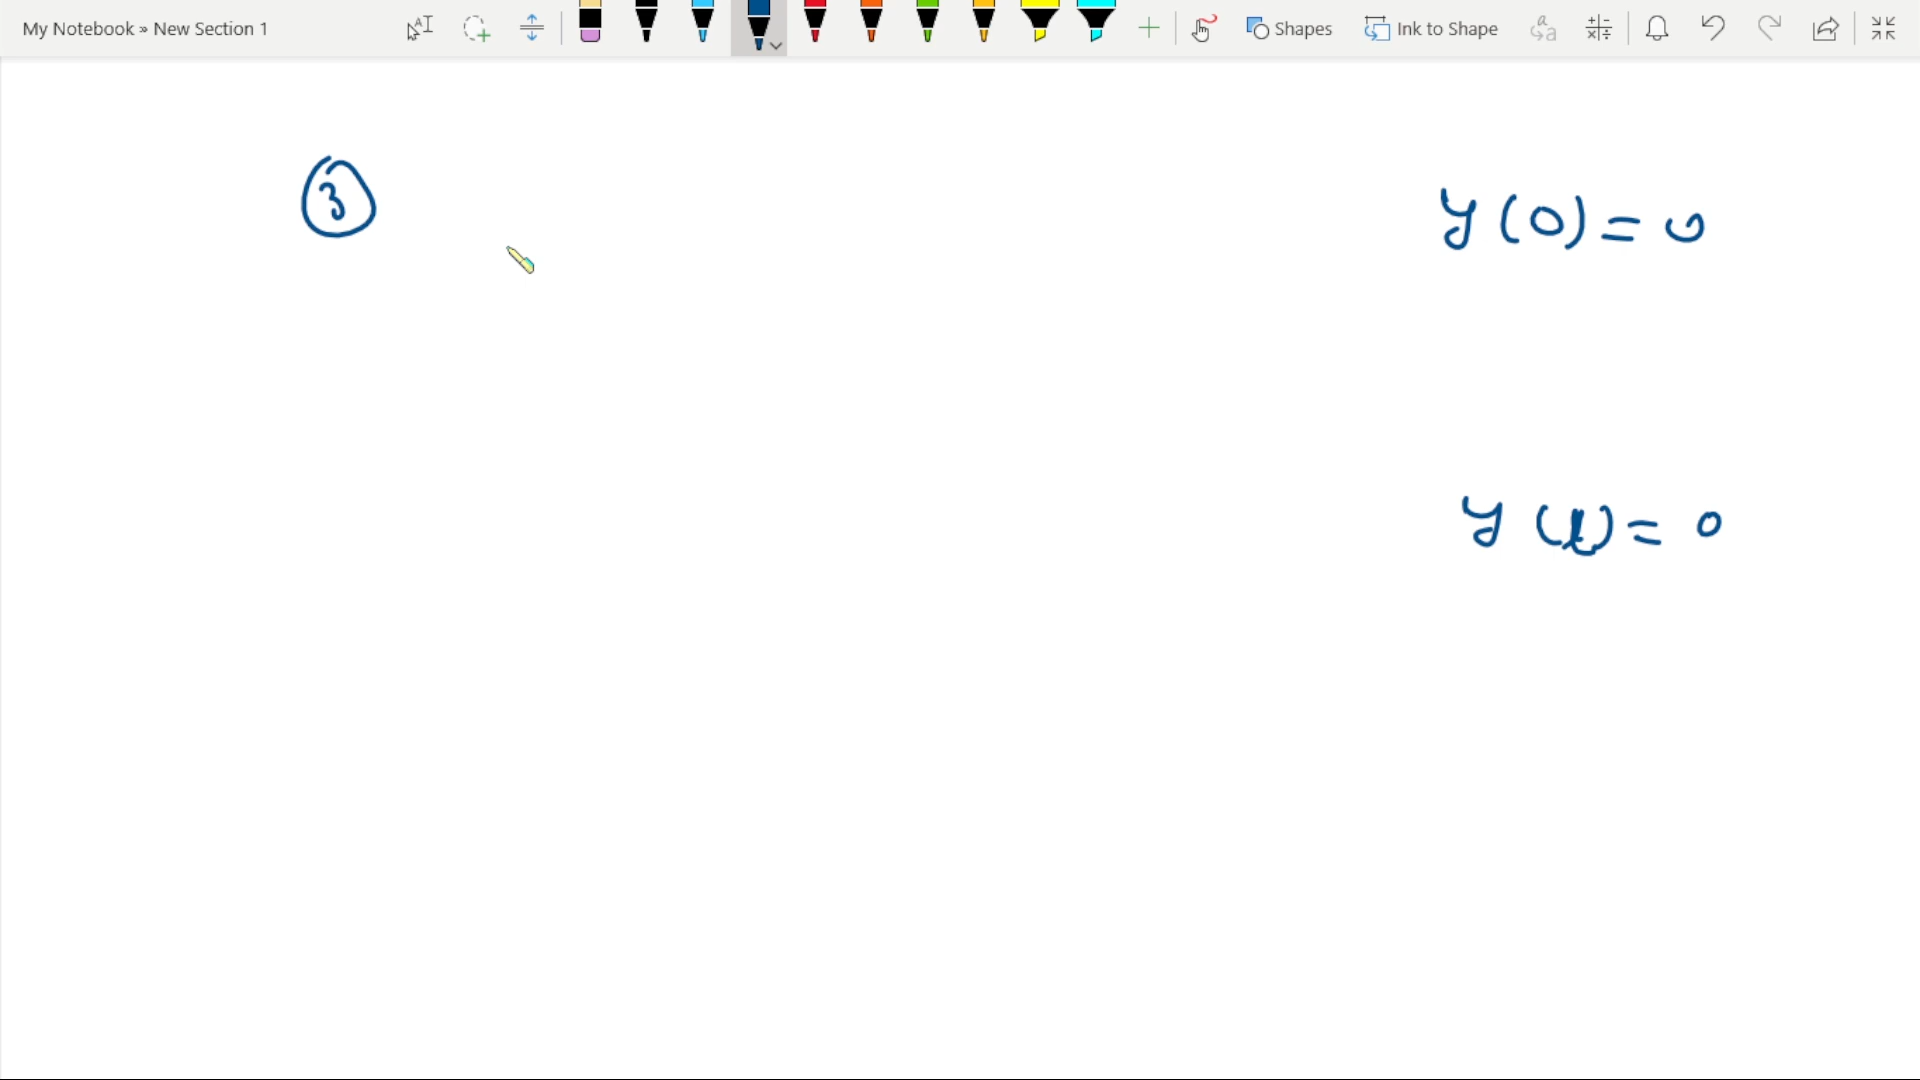 My Notebook » New Section 1 Shapes Ink to Shape
③
y(0) = 0
y(l) = 0